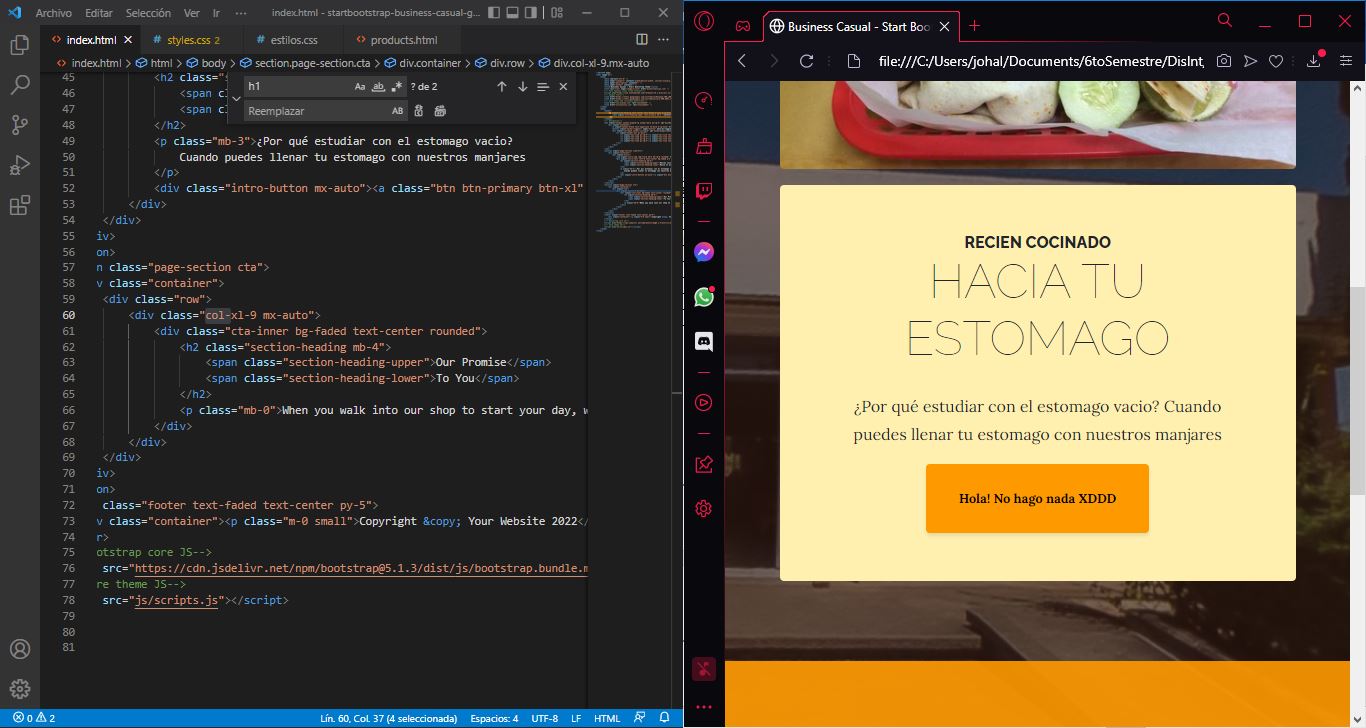 Archivo Editar Selección Ver Ir ··· index.html - startbootstrap-business-casual-g...
index.html styles.css 2 estilos.css products.html
index.html > html > body > section.page-section.cta > div.container > div.row > div.col-xl-9.mx-auto
h1 Aa ab .* ? de 2
Reemplazar AB
45 <h2 class="s
46 <span cl
47 <span cl
48 </h2>
49 <p class="mb-3">¿Por qué estudiar con el estomago vacio?
50 Cuando puedes llenar tu estomago con nuestros manjares
51 </p>
52 <div class="intro-button mx-auto"><a class="btn btn-primary btn-xl"
53 </div>
54 </div>
55 iv>
56 on>
57 n class="page-section cta">
58 v class="container">
59 <div class="row">
60 <div class="col-xl-9 mx-auto">
61 <div class="cta-inner bg-faded text-center rounded">
62 <h2 class="section-heading mb-4">
63 <span class="section-heading-upper">Our Promise</span>
64 <span class="section-heading-lower">To You</span>
65 </h2>
66 <p class="mb-0">When you walk into our shop to start your day, w
67 </div>
68 </div>
69 </div>
70 iv>
71 on>
72 class="footer text-faded text-center py-5">
73 v class="container"><p class="m-0 small">Copyright &copy; Your Website 2022</
74 r>
75 otstrap core JS-->
76 src="https://cdn.jsdelivr.net/npm/bootstrap@5.1.3/dist/js/bootstrap.bundle.m
77 re theme JS-->
78 src="js/scripts.js"></script>
79
80
81
0 2 Lín. 60, Col. 37 (4 seleccionada) Espacios: 4 UTF-8 LF HTML
Business Casual - Start Boo
file:///C:/Users/johal/Documents/6toSemestre/DisInt_
RECIEN COCINADO
HACIA TU
ESTOMAGO
¿Por qué estudiar con el estomago vacio? Cuando
puedes llenar tu estomago con nuestros manjares
Hola! No hago nada XDDD